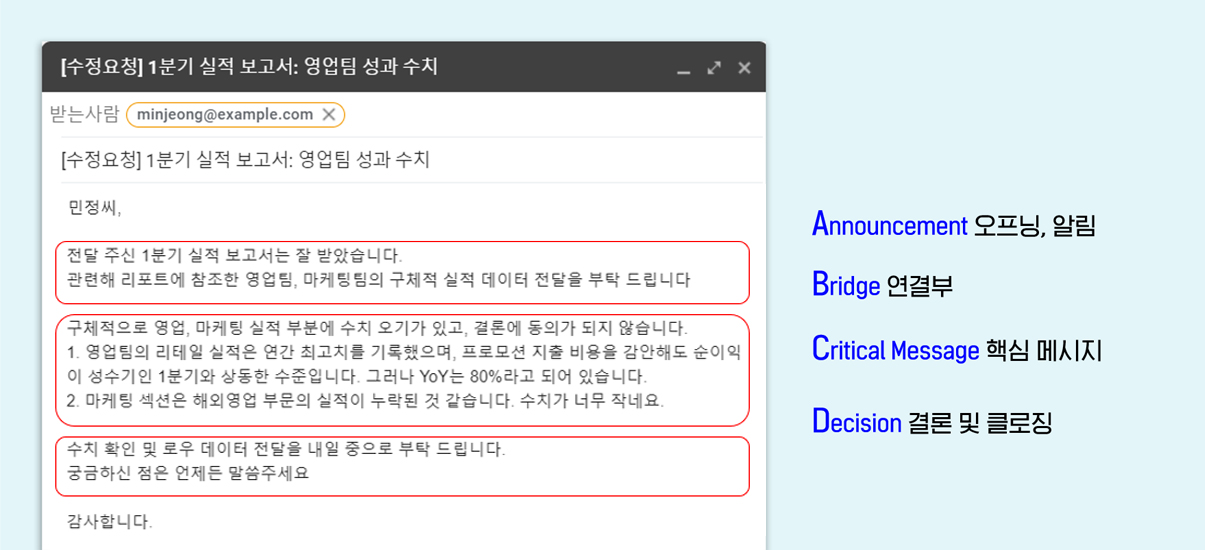 [수정요청] 1분기 실적 보고서: 영업팀 성과 수치
받는사람 minjeong@example.com
[수정요청] 1분기 실적 보고서: 영업팀 성과 수치
민정씨,
전달 주신 1분기 실적 보고서는 잘 받았습니다.
관련해 리포트에 참조한 영업팀, 마케팅팀의 구체적 실적 데이터 전달을 부탁 드립니다
구체적으로 영업, 마케팅 실적 부분에 수치 오기가 있고, 결론에 동의가 되지 않습니다.
1. 영업팀의 리테일 실적은 연간 최고치를 기록했으며, 프로모션 지출 비용을 감안해도 순이익
이 성수기인 1분기와 상동한 수준입니다. 그러나 YoY는 80%라고 되어 있습니다.
2. 마케팅 섹션은 해외영업 부문의 실적이 누락된 것 같습니다. 수치가 너무 작네요.
수치 확인 및 로우 데이터 전달을 내일 중으로 부탁 드립니다.
궁금하신 점은 언제든 말씀주세요
감사합니다.
Announcement 오프닝, 알림
Bridge 연결부
Critical Message 핵심 메시지
Decision 결론 및 클로징